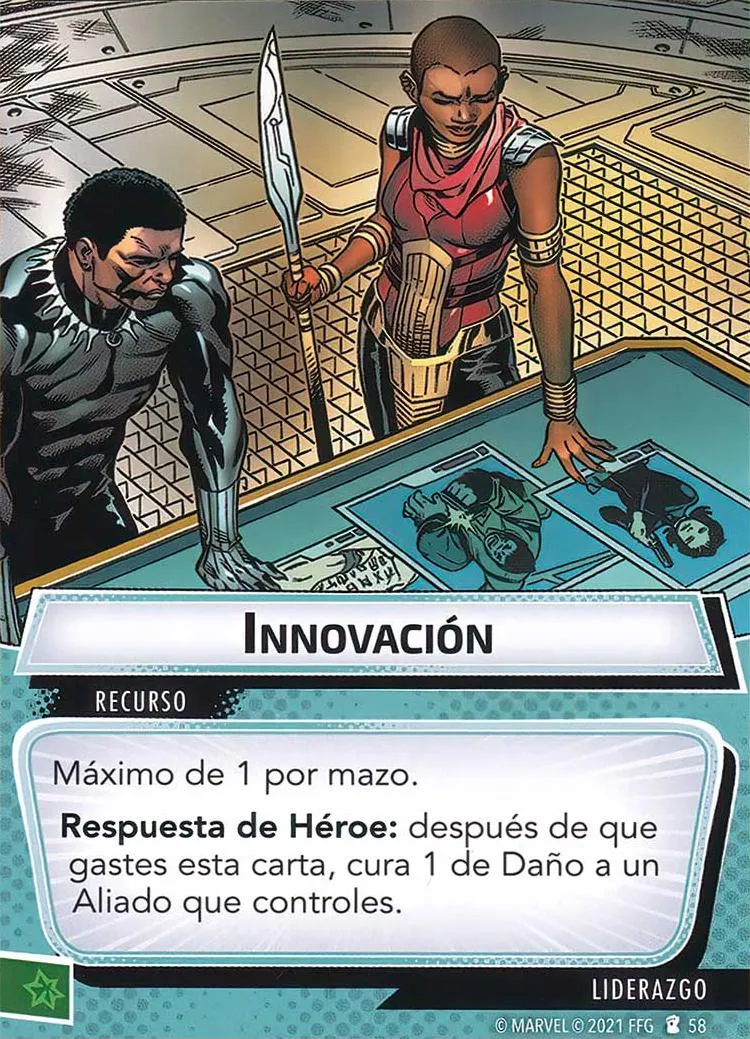 INNOVACIÓN
RECURSO
Máximo de 1 por mazo.
Respuesta de Héroe: después de que
gastes esta carta, cura 1 de Daño a un
Aliado que controles.
LIDERAZGO
© MARVEL © 2021 FFG 58